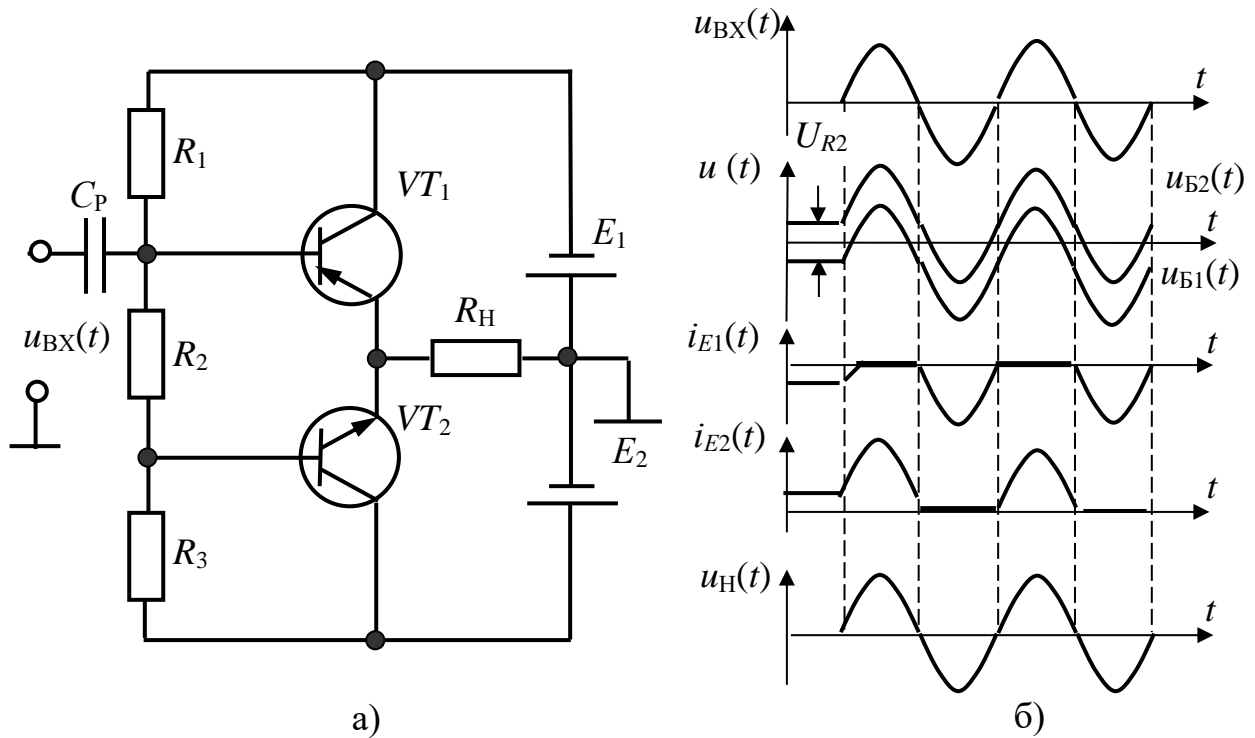 R1
CР
VT1
E1
uВХ(t)
R2
RН
VT2
E2
R3
а)
uВХ(t)
t
UR2
u (t)
uБ2(t)
t
uБ1(t)
iE1(t)
t
iE2(t)
t
uН(t)
t
б)